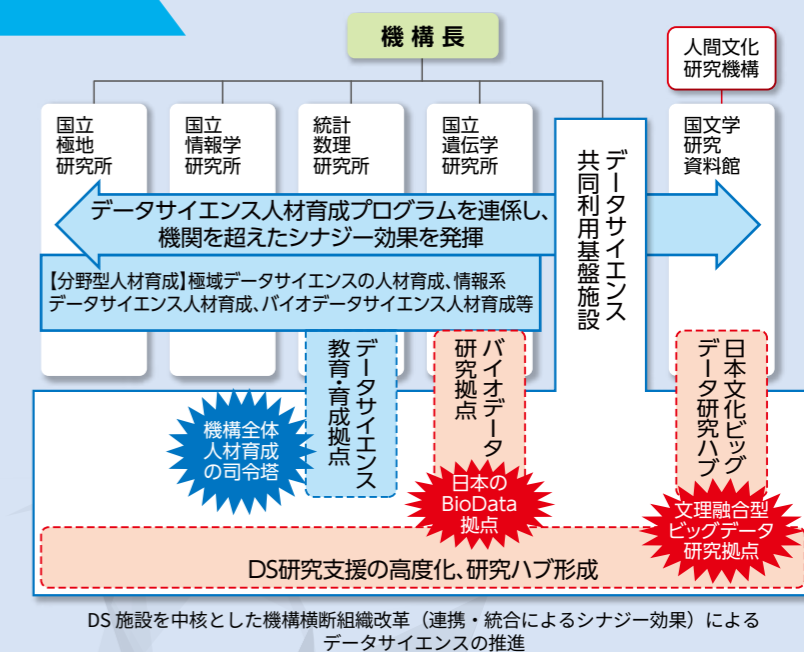 機構長
人間文化
研究機構
国立
極地
研究所
国立
情報学
研究所
統計
数理
研究所
国立
遺伝学
研究所
データサイエンス
共同利用基盤施設
国文学
研究
資料館
データサイエンス人材育成プログラムを連係し、
機関を超えたシナジー効果を発揮
【分野型人材育成】極域データサイエンスの人材育成、情報系
データサイエンス人材育成、バイオデータサイエンス人材育成等
データサイエンス
教育・育成拠点
バイオデータ
研究拠点
日本文化ビッグ
データ研究ハブ
機構全体
人材育成
の司令塔
日本の
BioData
拠点
文理融合型
ビッグデータ
研究拠点
DS研究支援の高度化、研究ハブ形成
DS 施設を中核とした機構横断組織改革（連携・統合によるシナジー効果）による
データサイエンスの推進